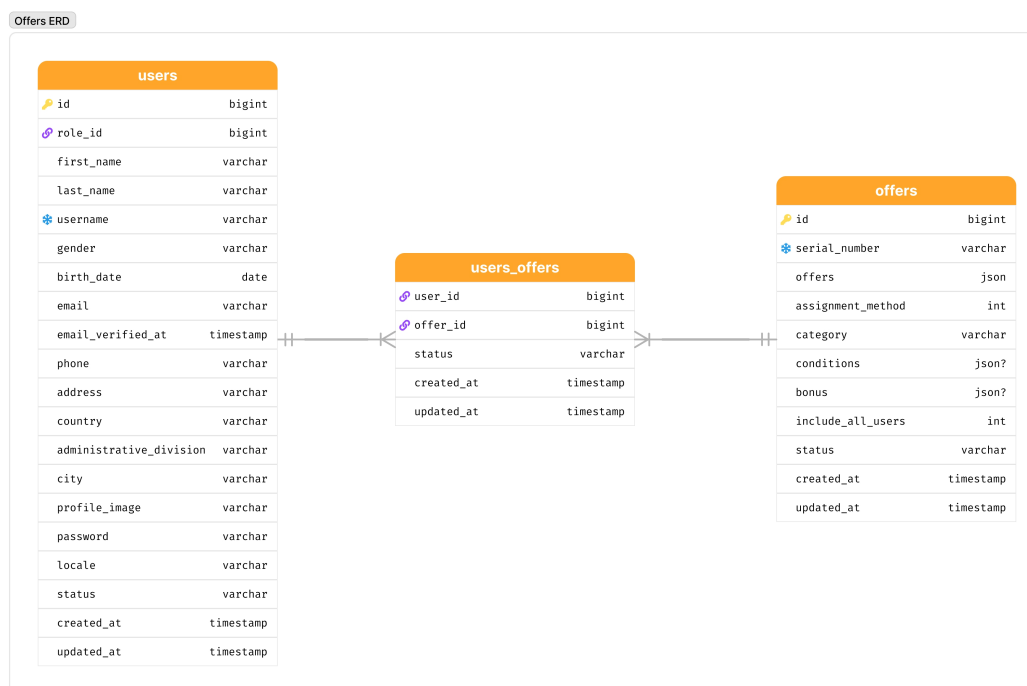 Offers ERD
users
id bigint
role_id bigint
first_name varchar
last_name varchar
username varchar
gender varchar
birth_date date
email varchar
email_verified_at timestamp
phone varchar
address varchar
country varchar
administrative_division varchar
city varchar
profile_image varchar
password varchar
locale varchar
status varchar
created_at timestamp
updated_at timestamp
users_offers
user_id bigint
offer_id bigint
status varchar
created_at timestamp
updated_at timestamp
offers
id bigint
serial_number varchar
offers json
assignment_method int
category varchar
conditions json?
bonus json?
include_all_users int
status varchar
created_at timestamp
updated_at timestamp